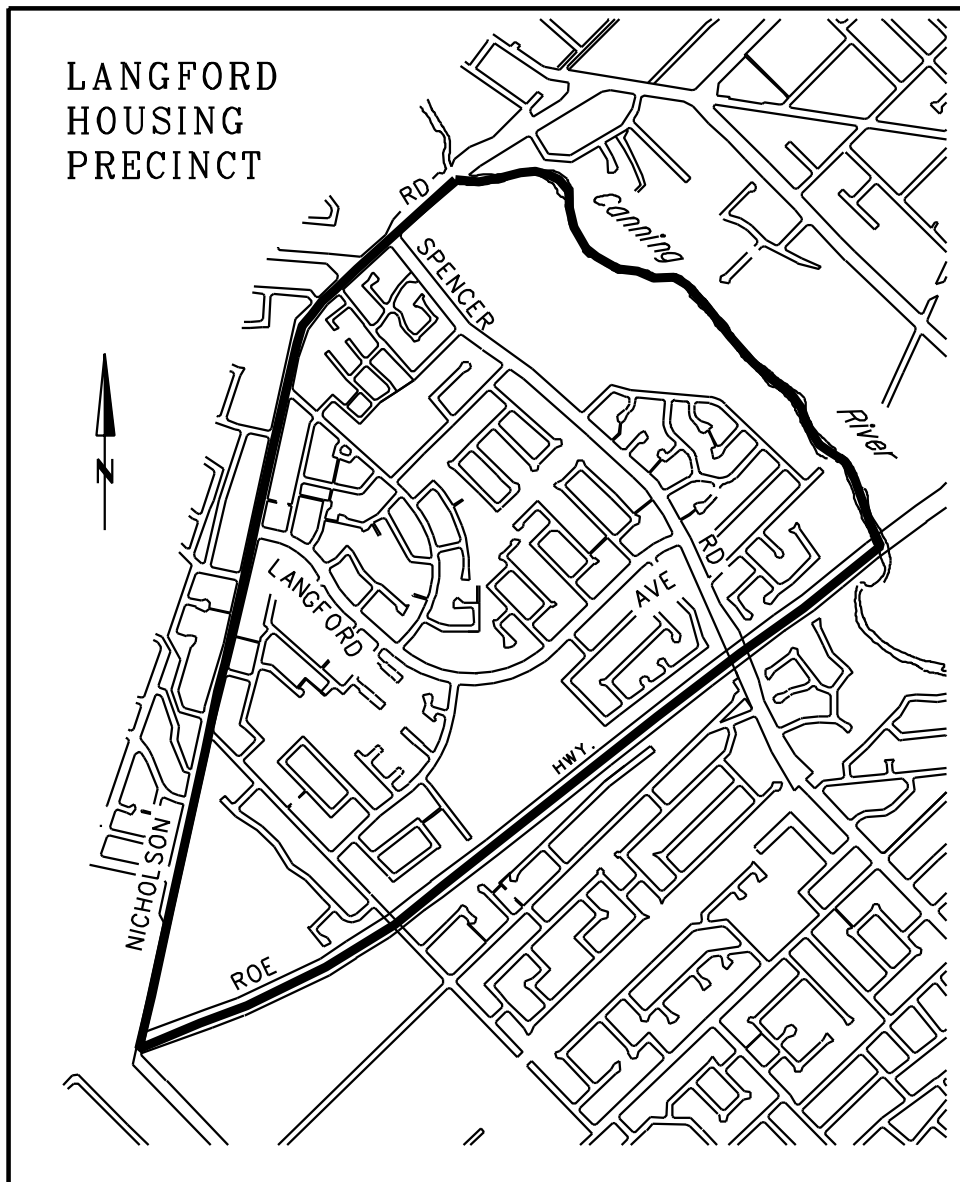 LANGFORD
HOUSING
PRECINCT
RD
Canning
SPENCER
River
N
RD
AVE
LANGFORD
HWY.
NICHOLSON
ROE